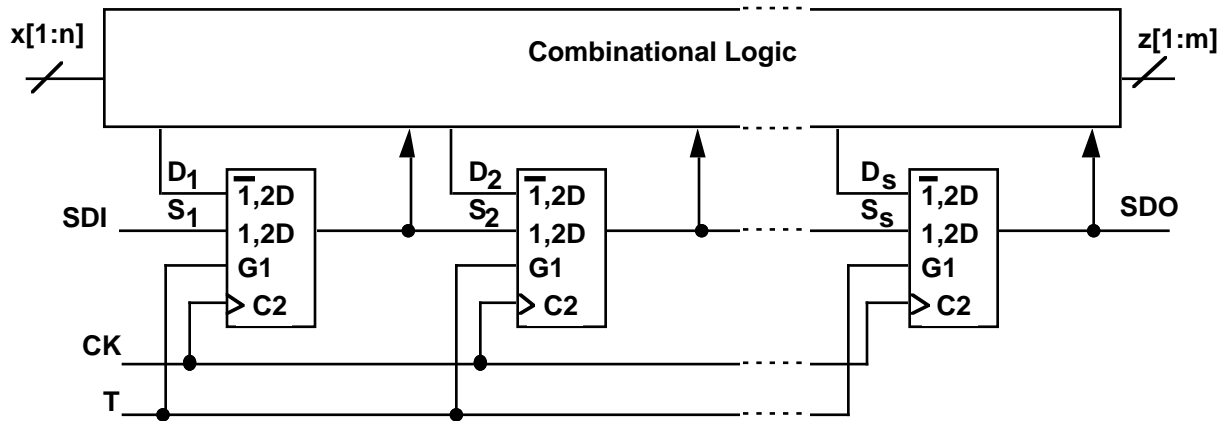 x[1:n]
Combinational Logic
z[1:m]
D1
1̅,2D
S1
SDI
1,2D
G1
C2
D2
1̅,2D
S2
1,2D
G1
C2
Ds
1̅,2D
Ss
1,2D
G1
C2
SDO
CK
T